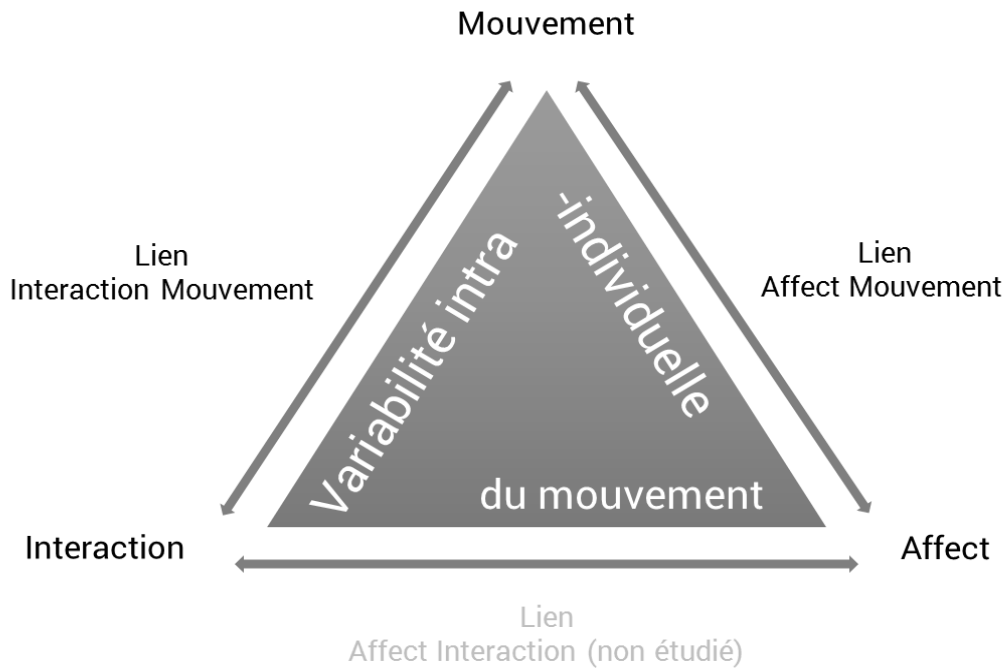 Mouvement
Lien
Interaction Mouvement
Lien
Affect Mouvement
Variabilité intra
-individuelle
du mouvement
Interaction
Affect
Lien
Affect Interaction (non étudié)